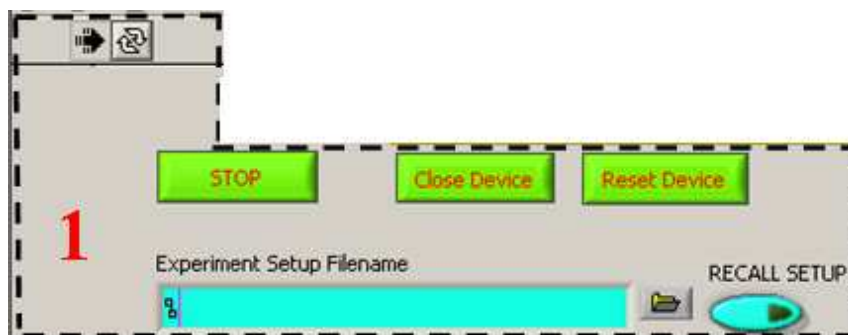 STOP Close Device Reset Device
1
Experiment Setup Filename
RECALL SETUP